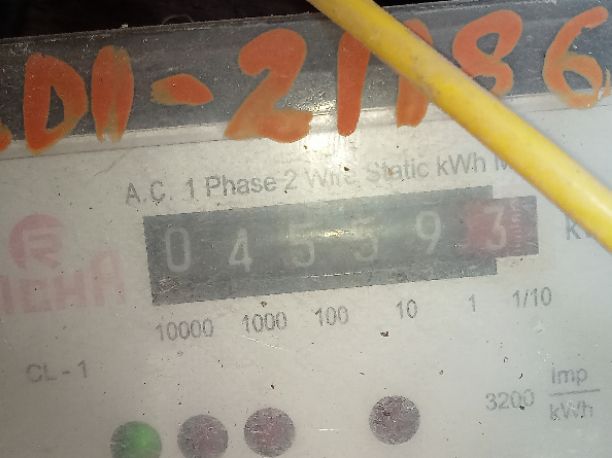 -21186
A.C. 1 Phase 2 Wire Static kWh
0 4 5 5 9 3
10000 1000 100 10 1 1/10
CL - 1
3200 imp
kWh